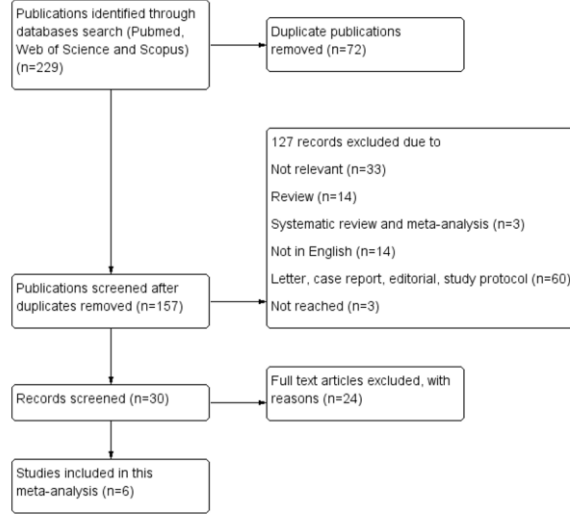 Publications identified through
databases search (Pubmed,
Web of Science and Scopus)
(n=229)
Duplicate publications
removed (n=72)
127 records excluded due to
Not relevant (n=33)
Review (n=14)
Systematic review and meta-analysis (n=3)
Not in English (n=14)
Letter, case report, editorial, study protocol (n=60)
Not reached (n=3)
Publications screened after
duplicates removed (n=157)
Full text articles excluded, with
reasons (n=24)
Records screened (n=30)
Studies included in this
meta-analysis (n=6)